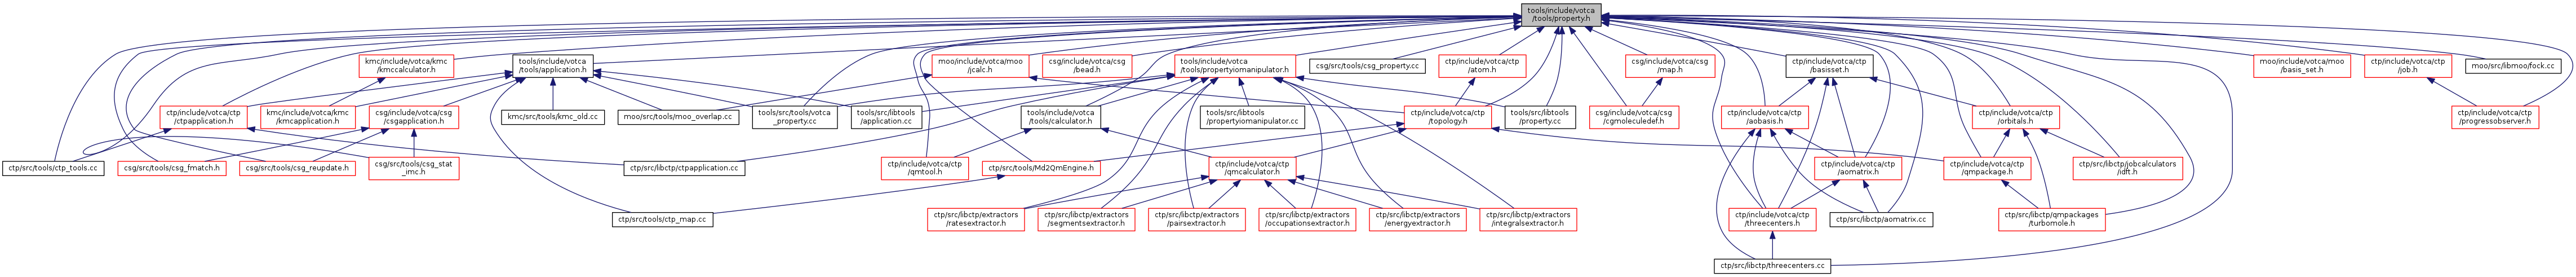 tools/include/votca
/tools/property.h
kmc/include/votca/kmc
/kmccalculator.h
tools/include/votca
/tools/application.h
moo/include/votca/moo
/jcalc.h
csg/include/votca/csg
/bead.h
tools/include/votca
/tools/propertyiomanipulator.h
csg/src/tools/csg_property.cc
ctp/include/votca/ctp
/atom.h
csg/include/votca/csg
/map.h
ctp/include/votca/ctp
/basisset.h
moo/include/votca/moo
/basis_set.h
ctp/include/votca/ctp
/job.h
moo/src/libmoo/fock.cc
ctp/include/votca/ctp
/ctpapplication.h
kmc/include/votca/kmc
/kmcapplication.h
csg/include/votca/csg
/csgapplication.h
kmc/src/tools/kmc_old.cc
moo/src/tools/moo_overlap.cc
tools/src/tools/votca
_property.cc
tools/src/libtools
/application.cc
tools/include/votca
/tools/calculator.h
tools/src/libtools
/propertyiomanipulator.cc
ctp/include/votca/ctp
/topology.h
tools/src/libtools
/property.cc
csg/include/votca/csg
/cgmoleculedef.h
ctp/include/votca/ctp
/aobasis.h
ctp/include/votca/ctp
/orbitals.h
ctp/include/votca/ctp
/progressobserver.h
ctp/src/tools/ctp_tools.cc
csg/src/tools/csg_fmatch.h
csg/src/tools/csg_reupdate.h
csg/src/tools/csg_stat
_imc.h
ctp/src/libctp/ctpapplication.cc
ctp/include/votca/ctp
/qmtool.h
ctp/src/tools/Md2QmEngine.h
ctp/include/votca/ctp
/qmcalculator.h
ctp/include/votca/ctp
/aomatrix.h
ctp/include/votca/ctp
/qmpackage.h
ctp/src/libctp/jobcalculators
/idft.h
ctp/src/tools/ctp_map.cc
ctp/src/libctp/extractors
/ratesextractor.h
ctp/src/libctp/extractors
/segmentsextractor.h
ctp/src/libctp/extractors
/pairsextractor.h
ctp/src/libctp/extractors
/occupationsextractor.h
ctp/src/libctp/extractors
/energyextractor.h
ctp/src/libctp/extractors
/integralsextractor.h
ctp/include/votca/ctp
/threecenters.h
ctp/src/libctp/aomatrix.cc
ctp/src/libctp/qmpackages
/turbomole.h
ctp/src/libctp/threecenters.cc